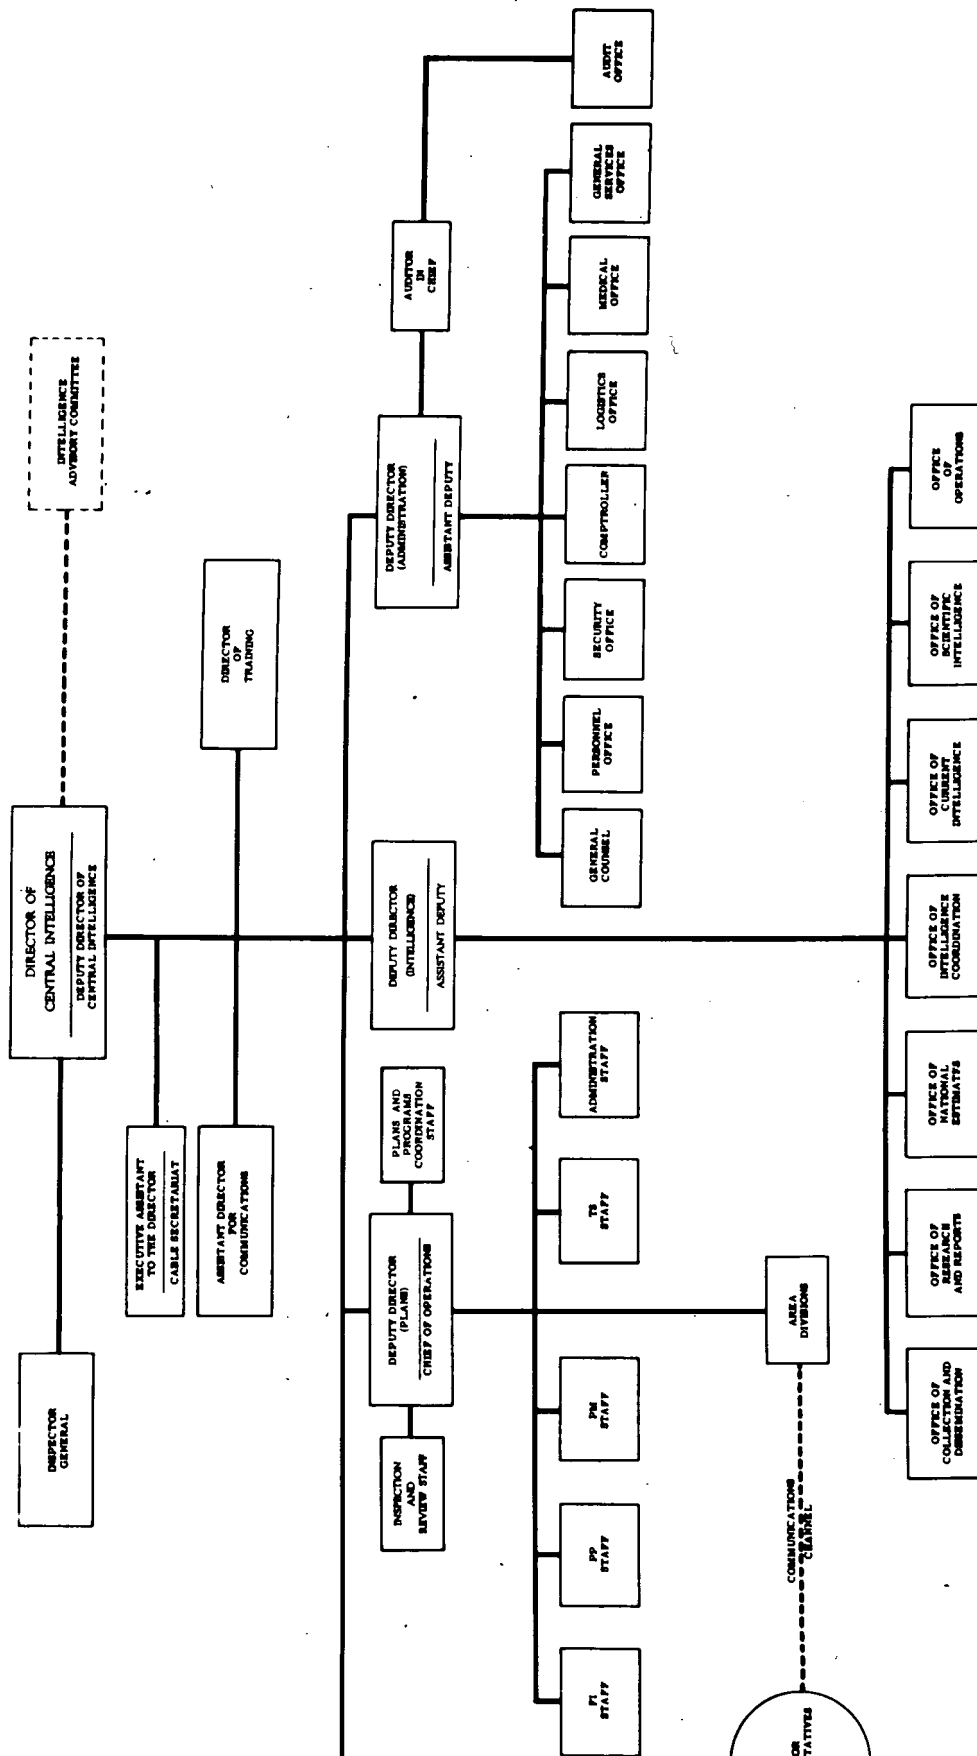 DIRECTOR OF
CENTRAL INTELLIGENCE
DEPUTY DIRECTOR OF
CENTRAL INTELLIGENCE
INTELLIGENCE
ADVISORY COMMITTEE
INSPECTOR
GENERAL
EXECUTIVE ASSISTANT
TO THE DIRECTOR
CABLE SECRETARIAT
ASSISTANT DIRECTOR
FOR
COMMUNICATIONS
DIRECTOR
OF
TRAINING
INSPECTION
AND
REVIEW STAFF
DEPUTY DIRECTOR
(PLANS)
CHIEF OF OPERATIONS
PLANS AND
PROGRAMS
COORDINATION
STAFF
DEPUTY DIRECTOR
(INTELLIGENCE)
ASSISTANT DEPUTY
DEPUTY DIRECTOR
(ADMINISTRATION)
ASSISTANT DEPUTY
AUDITOR
IN
CHIEF
FI
STAFF
PP
STAFF
PM
STAFF
TS
STAFF
ADMINISTRATION
STAFF
GENERAL
COUNSEL
PERSONNEL
OFFICE
SECURITY
OFFICE
COMPTROLLER
LOGISTICS
OFFICE
MEDICAL
OFFICE
GENERAL
SERVICES
OFFICE
AUDIT
OFFICE
OR
TATIVES
COMMUNICATIONS
CHANNEL
AREA
DIVISIONS
OFFICE OF
COLLECTION AND
DISSEMINATION
OFFICE OF
RESEARCH
AND REPORTS
OFFICE OF
NATIONAL
ESTIMATES
OFFICE OF
INTELLIGENCE
COORDINATION
OFFICE OF
CURRENT
INTELLIGENCE
OFFICE OF
SCIENTIFIC
INTELLIGENCE
OFFICE
OF
OPERATIONS